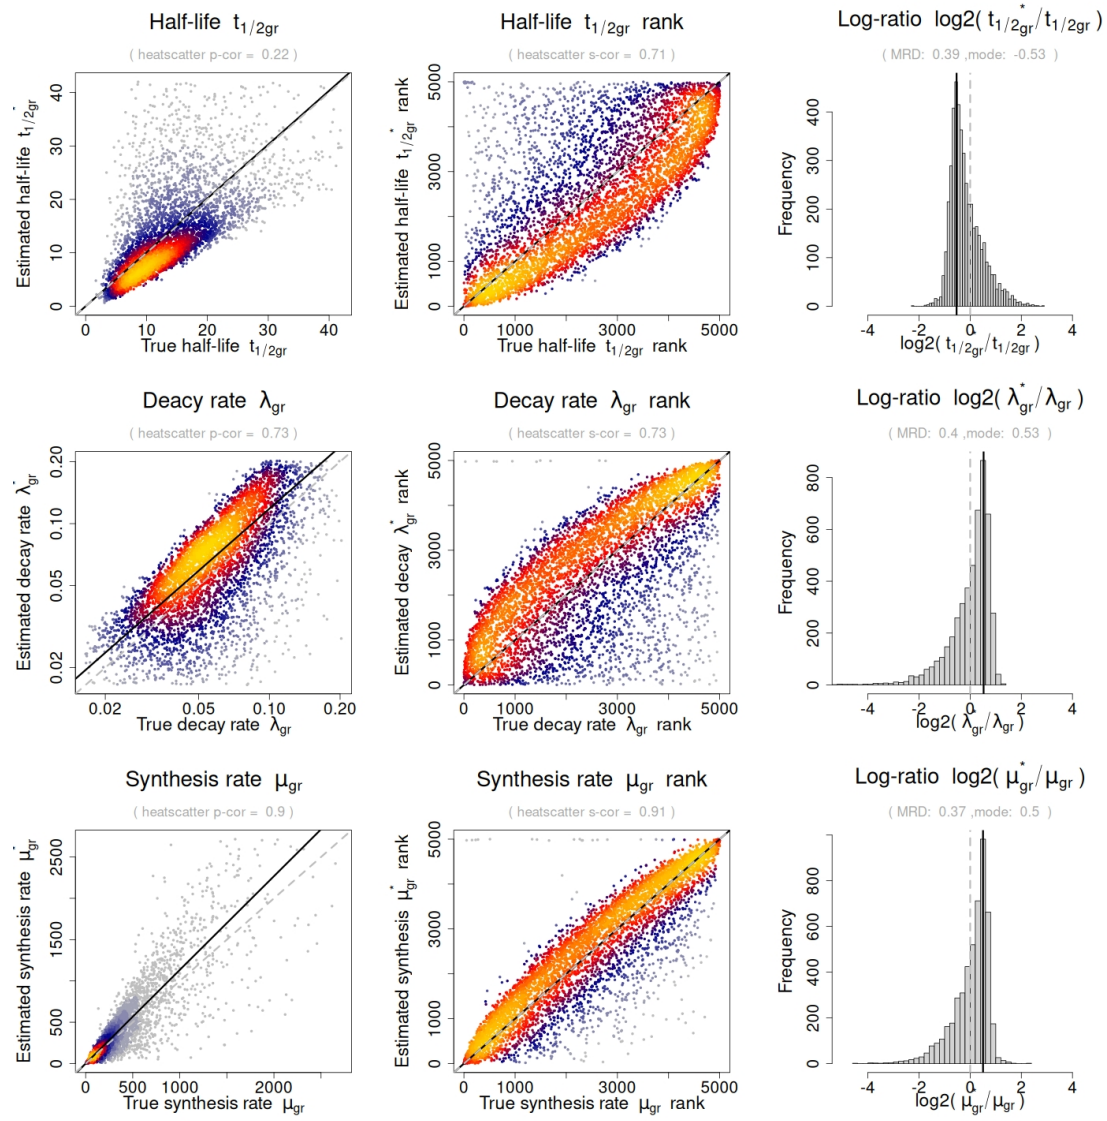 Half-life t1/2gr
( heatscatter p-cor = 0.22 )
Estimated half-life t*1/2gr
40
30
20
10
0
0 10 20 30 40
True half-life t1/2gr
Half-life t1/2gr rank
( heatscatter s-cor = 0.71 )
Estimated half-life t*1/2gr rank
5000
3000
1000
0
0 1000 3000 5000
True half-life t1/2gr rank
Log-ratio log2( t*1/2gr/t1/2gr )
( MRD: 0.39 ,mode: -0.53 )
Frequency
400
300
200
100
0
-4 -2 0 2 4
log2( t1/2gr/t1/2gr )
Deacy rate λgr
( heatscatter p-cor = 0.73 )
Estimated decay rate λ*gr
0.20
0.10
0.05
0.02
0.02 0.05 0.10 0.20
True decay rate λgr
Decay rate λgr rank
( heatscatter s-cor = 0.73 )
Estimated decay λ*gr rank
5000
3000
1000
0
0 1000 3000 5000
True decay rate λgr rank
Log-ratio log2( λ*gr/λgr )
( MRD: 0.4 ,mode: 0.53 )
Frequency
800
600
400
200
0
-4 -2 0 2 4
log2( λgr/λgr )
Synthesis rate μgr
( heatscatter p-cor = 0.9 )
Estimated synthesis rate μ*gr
2500
1500
500
0
0 500 1000 2000
True synthesis rate μgr
Synthesis rate μgr rank
( heatscatter s-cor = 0.91 )
Estimated synthesis μ*gr rank
5000
3000
1000
0
0 1000 3000 5000
True synthesis rate μgr rank
Log-ratio log2( μ*gr/μgr )
( MRD: 0.37 ,mode: 0.5 )
Frequency
800
600
400
200
0
-4 -2 0 2 4
log2( μgr/μgr )